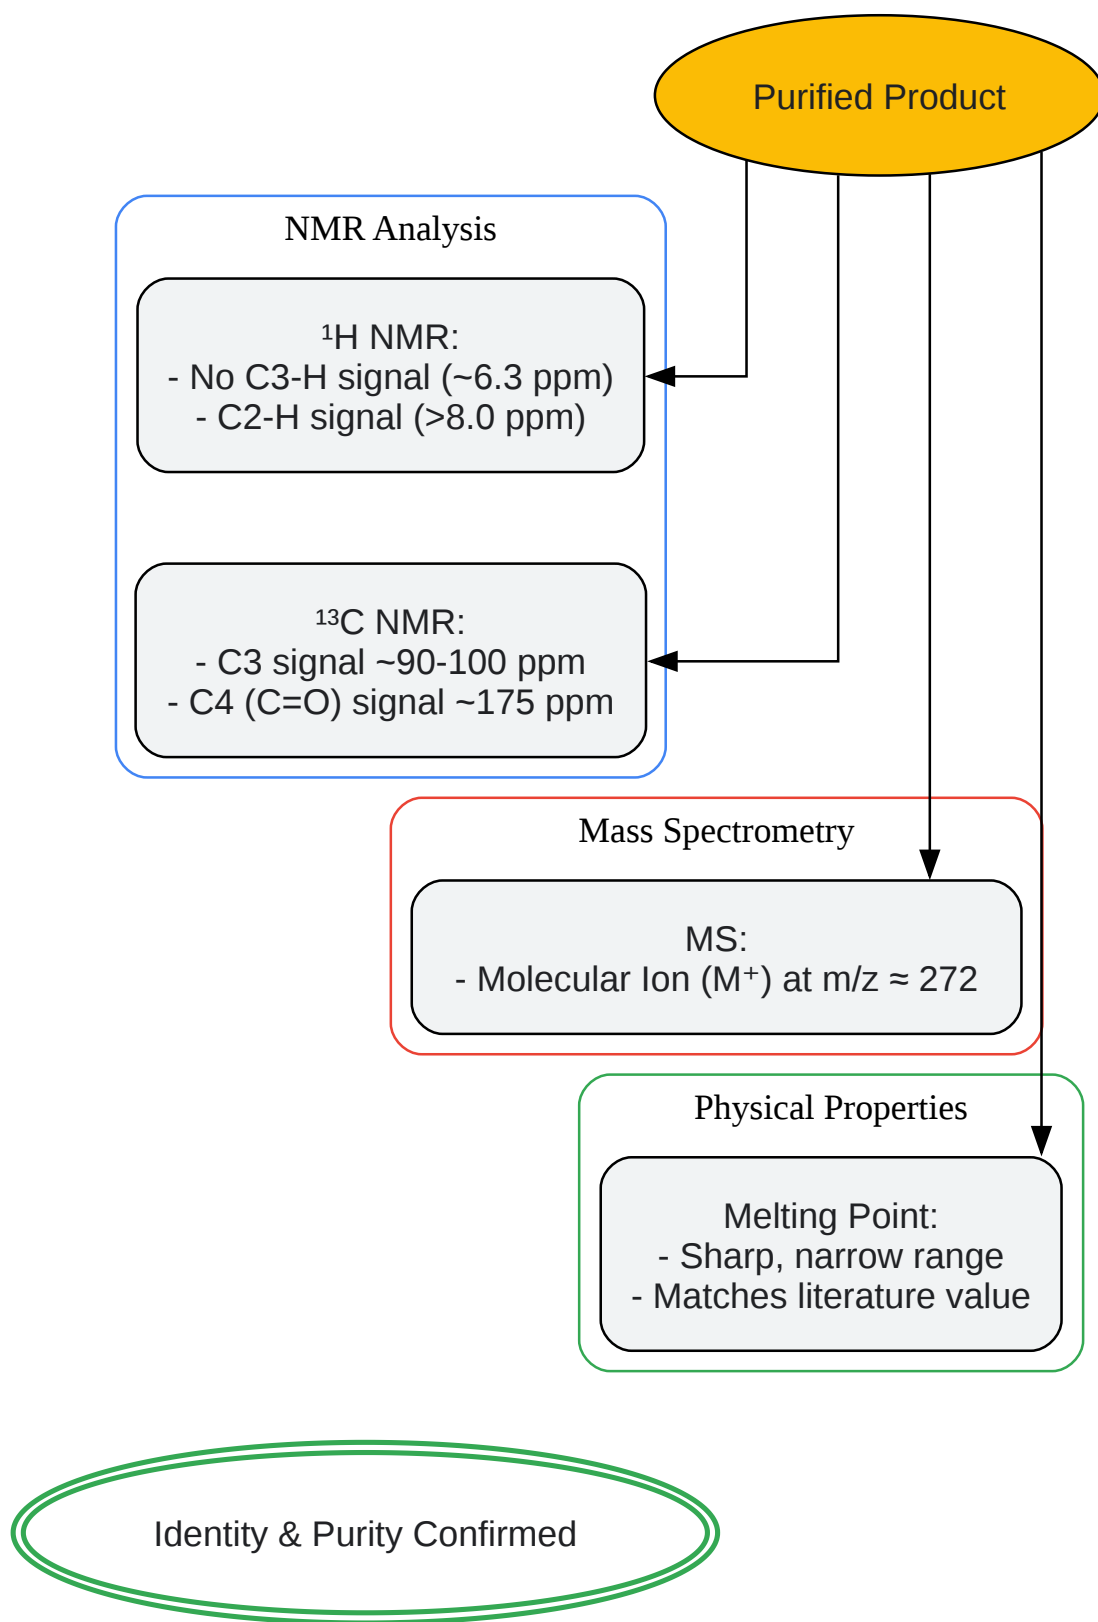 Purified Product
NMR Analysis
¹H NMR:
- No C3-H signal (~6.3 ppm)
- C2-H signal (>8.0 ppm)
¹³C NMR:
- C3 signal ~90-100 ppm
- C4 (C=O) signal ~175 ppm
Mass Spectrometry
MS:
- Molecular Ion (M⁺) at m/z ≈ 272
Physical Properties
Melting Point:
- Sharp, narrow range
- Matches literature value
Identity & Purity Confirmed